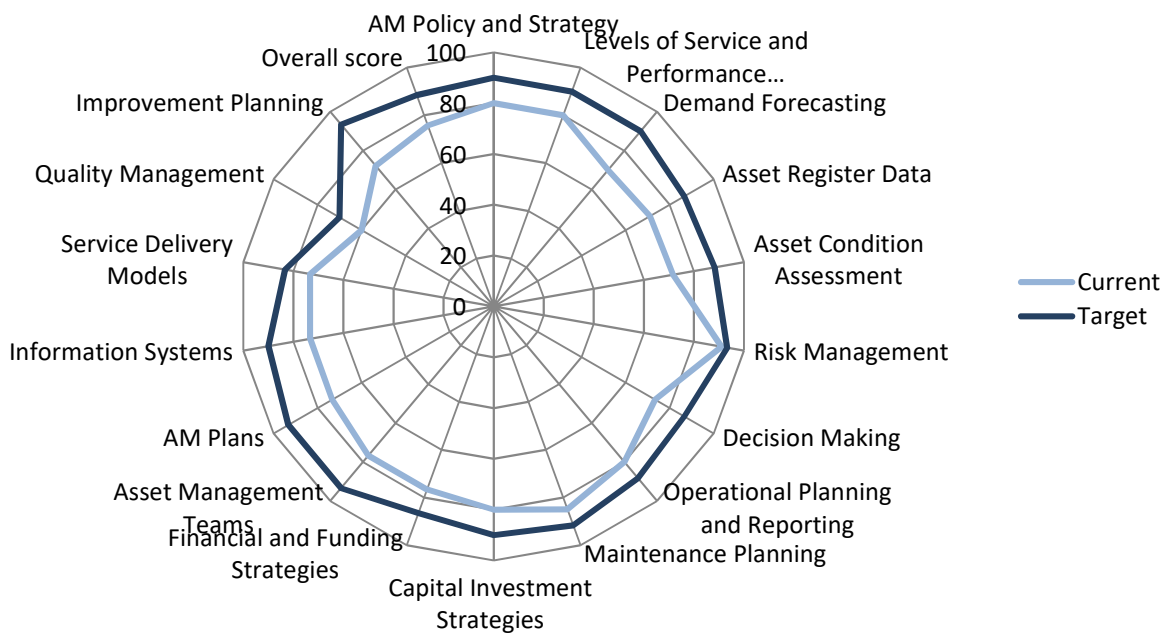 AM Policy and Strategy
Levels of Service and
Performance…
Demand Forecasting
Asset Register Data
Asset Condition
Assessment
Risk Management
Decision Making
Operational Planning
and Reporting
Maintenance Planning
Capital Investment
Strategies
Financial and Funding
Strategies
Asset Management
Teams
AM Plans
Information Systems
Service Delivery
Models
Quality Management
Improvement Planning
Overall score
100
80
60
40
20
0
Current
Target